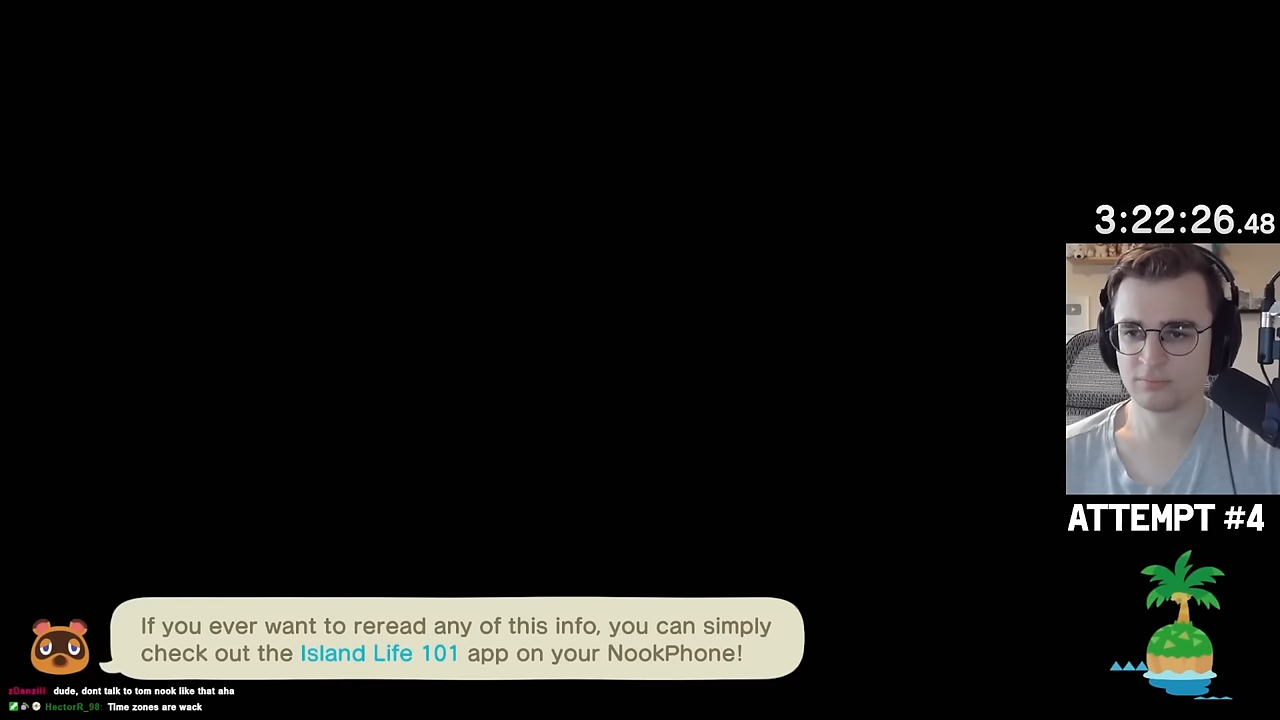 3:22:26.48
ATTEMPT #4
If you ever want to reread any of this info, you can simply
check out the Island Life 101 app on your NookPhone!
zDanziii dude, dont talk to tom nook like that aha
HectorR_98: Time zones are wack